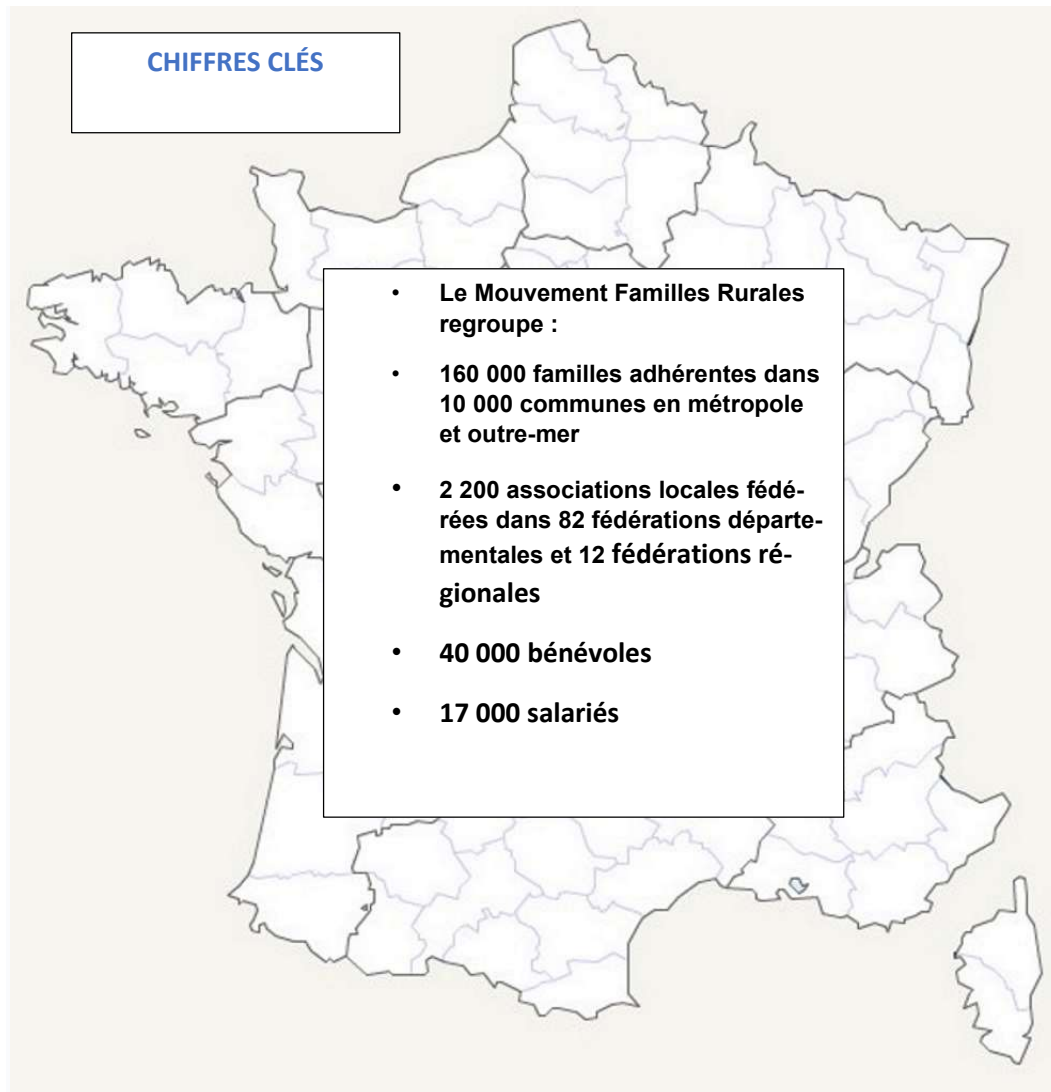 CHIFFRES CLÉS
• Le Mouvement Familles Rurales
regroupe :
• 160 000 familles adhérentes dans
10 000 communes en métropole
et outre-mer
• 2 200 associations locales fédé-
rées dans 82 fédérations départe-
mentales et 12 fédérations ré-
gionales
• 40 000 bénévoles
• 17 000 salariés